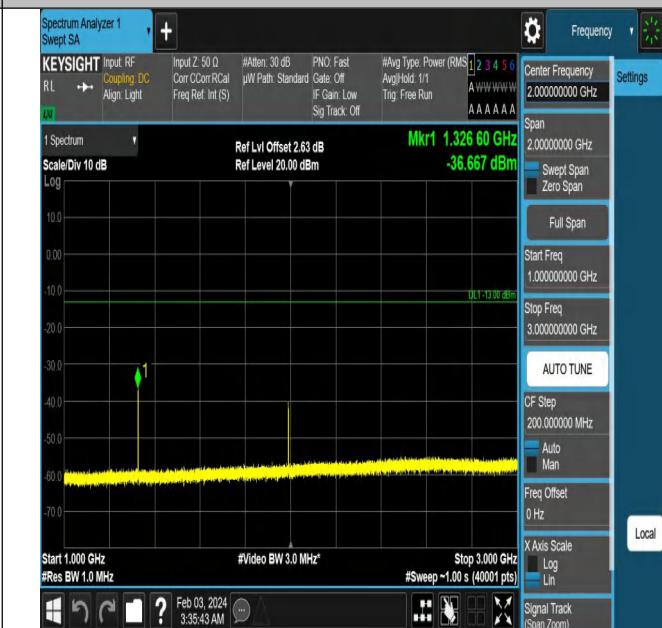 Spectrum Analyzer 1
Swept SA
+
Frequency
KEYSIGHT
RL
Input: RF
Coupling: DC
Align: Light
Input Z: 50 Ω
Corr CCorr RCal
Freq Ref: Int (S)
#Atten: 30 dB
µW Path: Standard
PNO: Fast
Gate: Off
IF Gain: Low
Sig Track: Off
#Avg Type: Power (RMS
Avg|Hold: 1/1
Trig: Free Run
1 2 3 4 5 6
A W W W W W
A A A A A A
Center Frequency
2.000000000 GHz
Settings
Span
2.00000000 GHz
Swept Span
Zero Span
Full Span
Start Freq
1.000000000 GHz
Stop Freq
3.000000000 GHz
AUTO TUNE
CF Step
200.000000 MHz
Auto
Man
Freq Offset
0 Hz
X Axis Scale
Log
Lin
Local
Signal Track
(Span Zoom)
1 Spectrum
Scale/Div 10 dB
Log
Ref Lvl Offset 2.63 dB
Ref Level 20.00 dBm
Mkr1 1.326 60 GHz
-36.667 dBm
10.0
0.00
-10.0
DL1 -13.00 dBm
-20.0
-30.0
1
-40.0
-50.0
-60.0
-70.0
Start 1.000 GHz
#Res BW 1.0 MHz
#Video BW 3.0 MHz*
Stop 3.000 GHz
#Sweep ~1.00 s (40001 pts)
?
Feb 03, 2024
3:35:43 AM